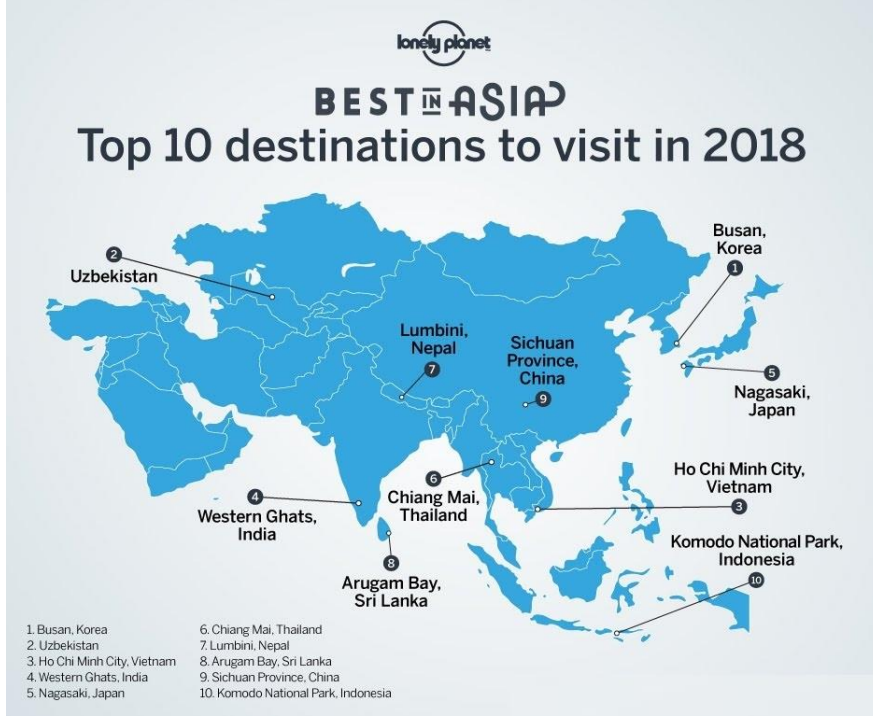 lonely planet
BEST IN ASIA
Top 10 destinations to visit in 2018
Busan,
Korea
1
2
Uzbekistan
Lumbini,
Nepal
7
Sichuan
Province,
China
9
5
Nagasaki,
Japan
Ho Chi Minh City,
Vietnam
3
6
Chiang Mai,
Thailand
4
Western Ghats,
India
Komodo National Park,
Indonesia
10
8
Arugam Bay,
Sri Lanka
1. Busan, Korea
2. Uzbekistan
3. Ho Chi Minh City, Vietnam
4. Western Ghats, India
5. Nagasaki, Japan
6. Chiang Mai, Thailand
7. Lumbini, Nepal
8. Arugam Bay, Sri Lanka
9. Sichuan Province, China
10. Komodo National Park, Indonesia